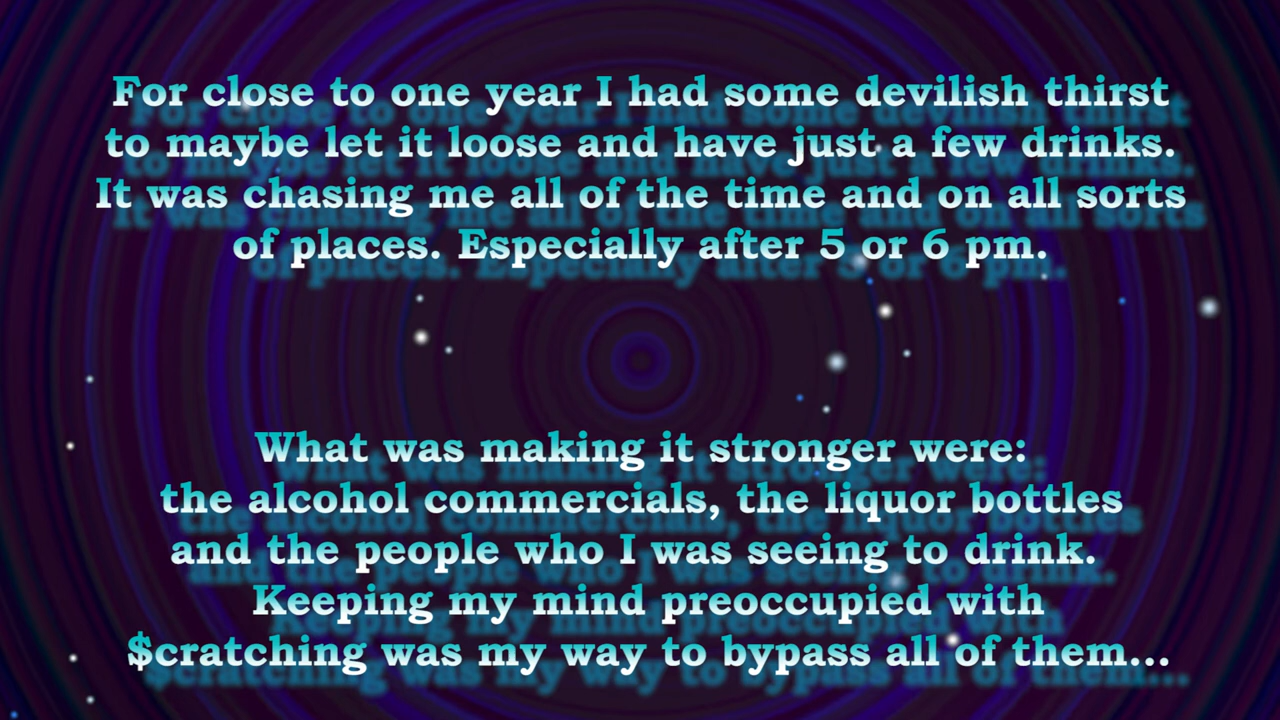 For close to one year I had some devilish thirst
to maybe let it loose and have just a few drinks.
It was chasing me all of the time and on all sorts
of places. Especially after 5 or 6 pm.
What was making it stronger were:
the alcohol commercials, the liquor bottles
and the people who I was seeing to drink.
Keeping my mind preoccupied with
$cratching was my way to bypass all of them...